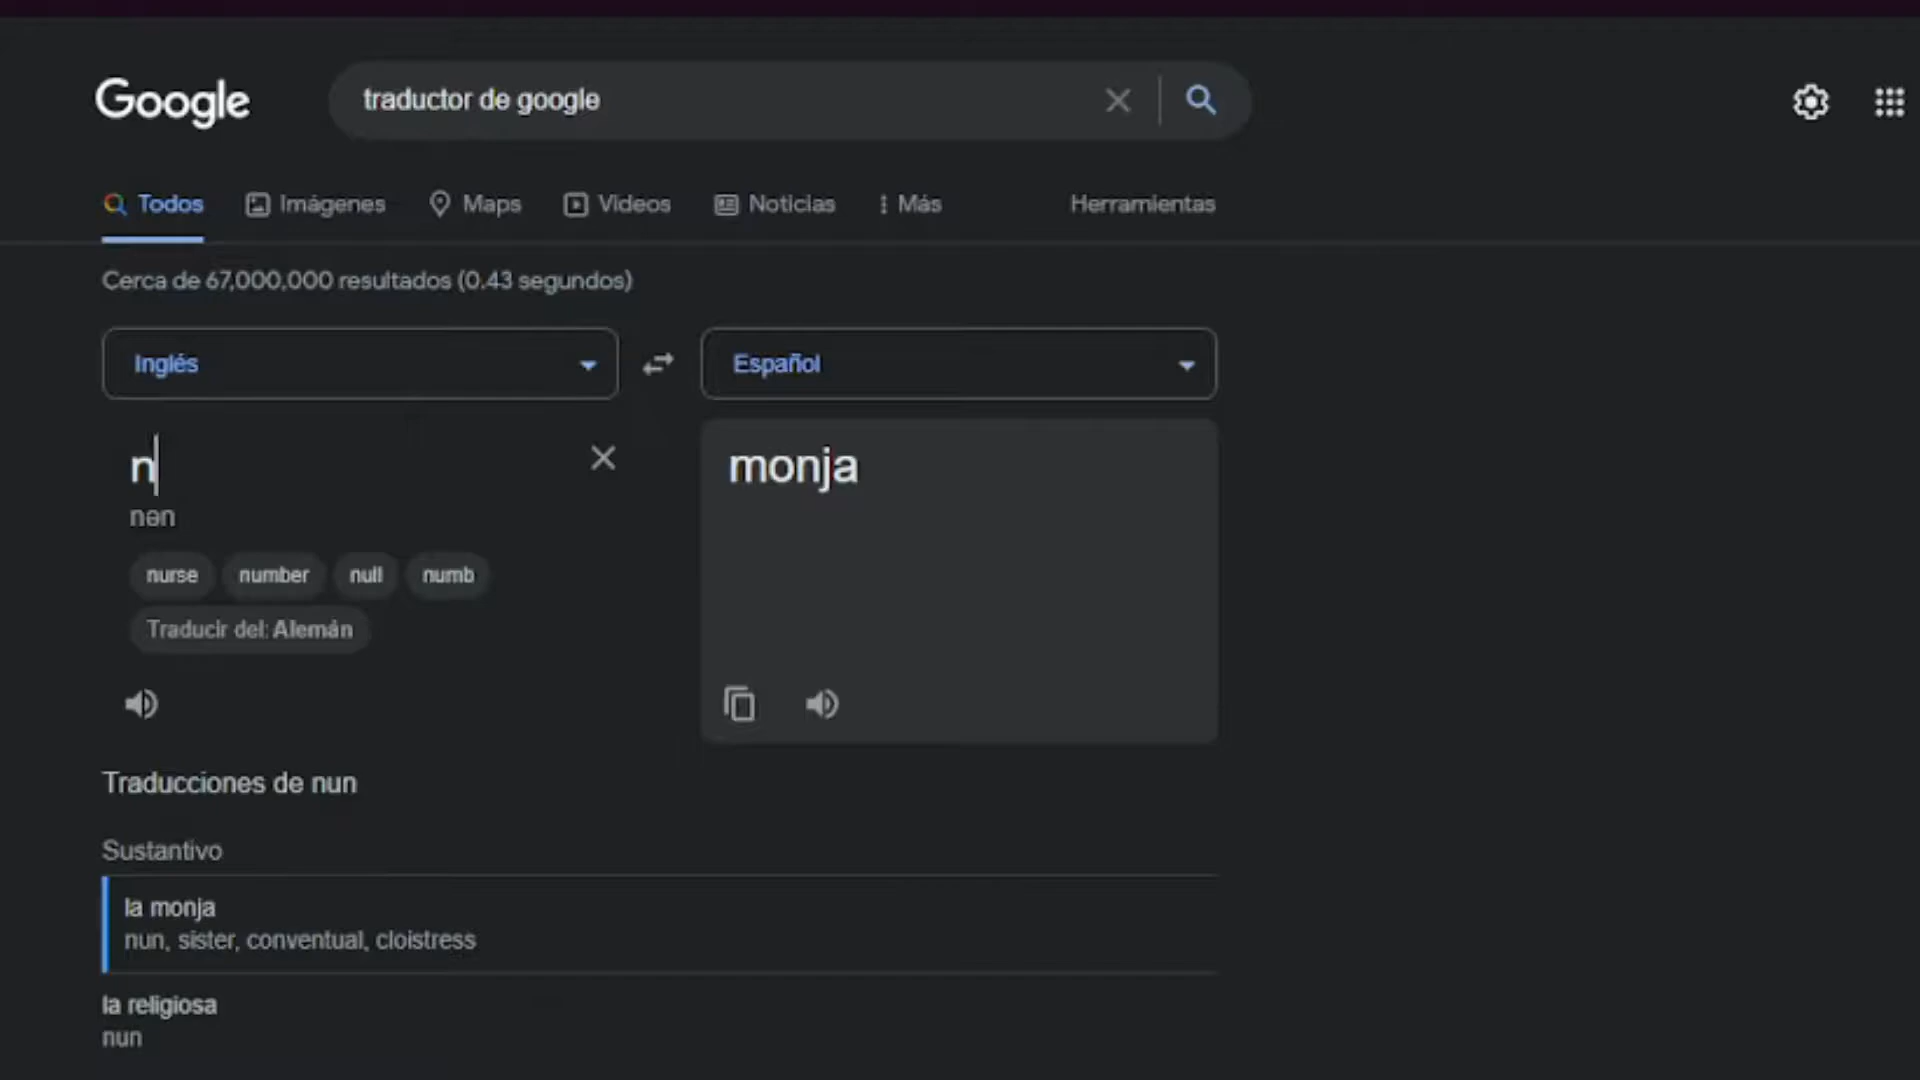 Google
traductor de google
Todos Imágenes Maps Videos Noticias Más Herramientas
Cerca de 67,000,000 resultados (0.43 segundos)
Inglés Español
n monja
nən
nurse number null numb
Traducir del: Alemán
Traducciones de nun
Sustantivo
la monja
nun, sister, conventual, cloistress
la religiosa
nun